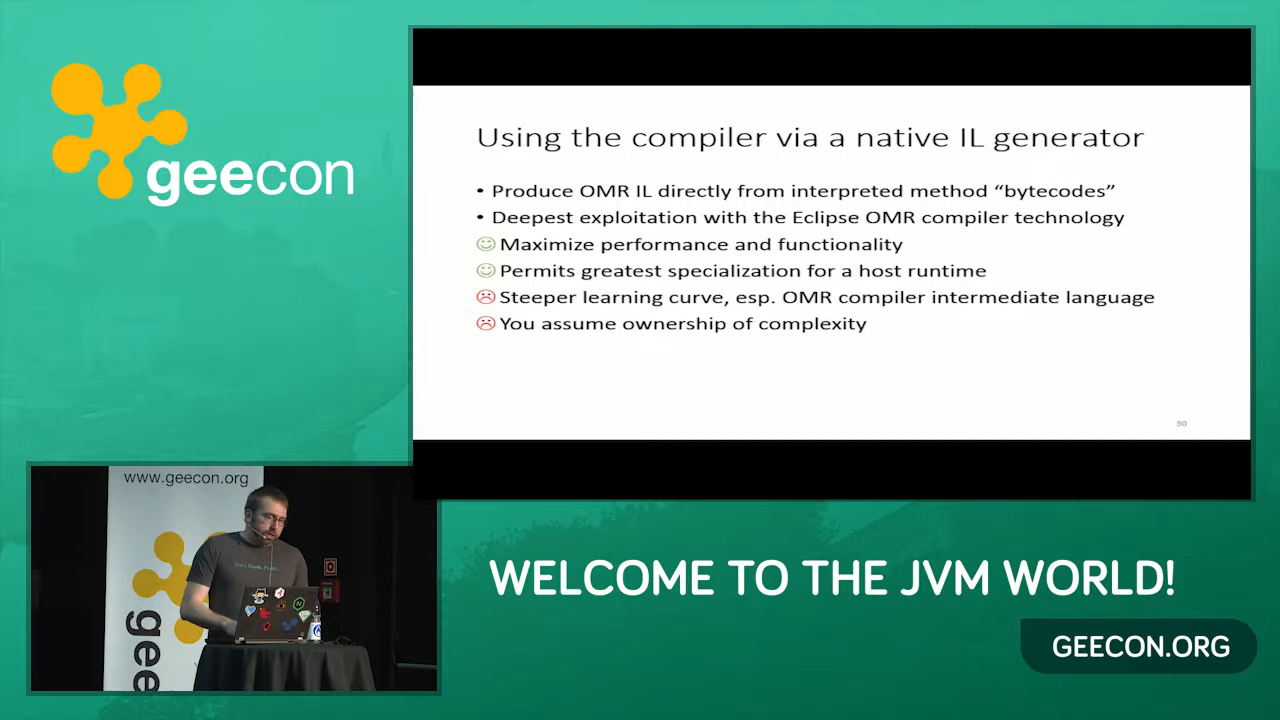 geecon
Using the compiler via a native IL generator
• Produce OMR IL directly from interpreted method “bytecodes”
• Deepest exploitation with the Eclipse OMR compiler technology
☺ Maximize performance and functionality
☺ Permits greatest specialization for a host runtime
☹ Steeper learning curve, esp. OMR compiler intermediate language
☹ You assume ownership of complexity
30
www.geecon.org
gee
WELCOME TO THE JVM WORLD!
GEECON.ORG